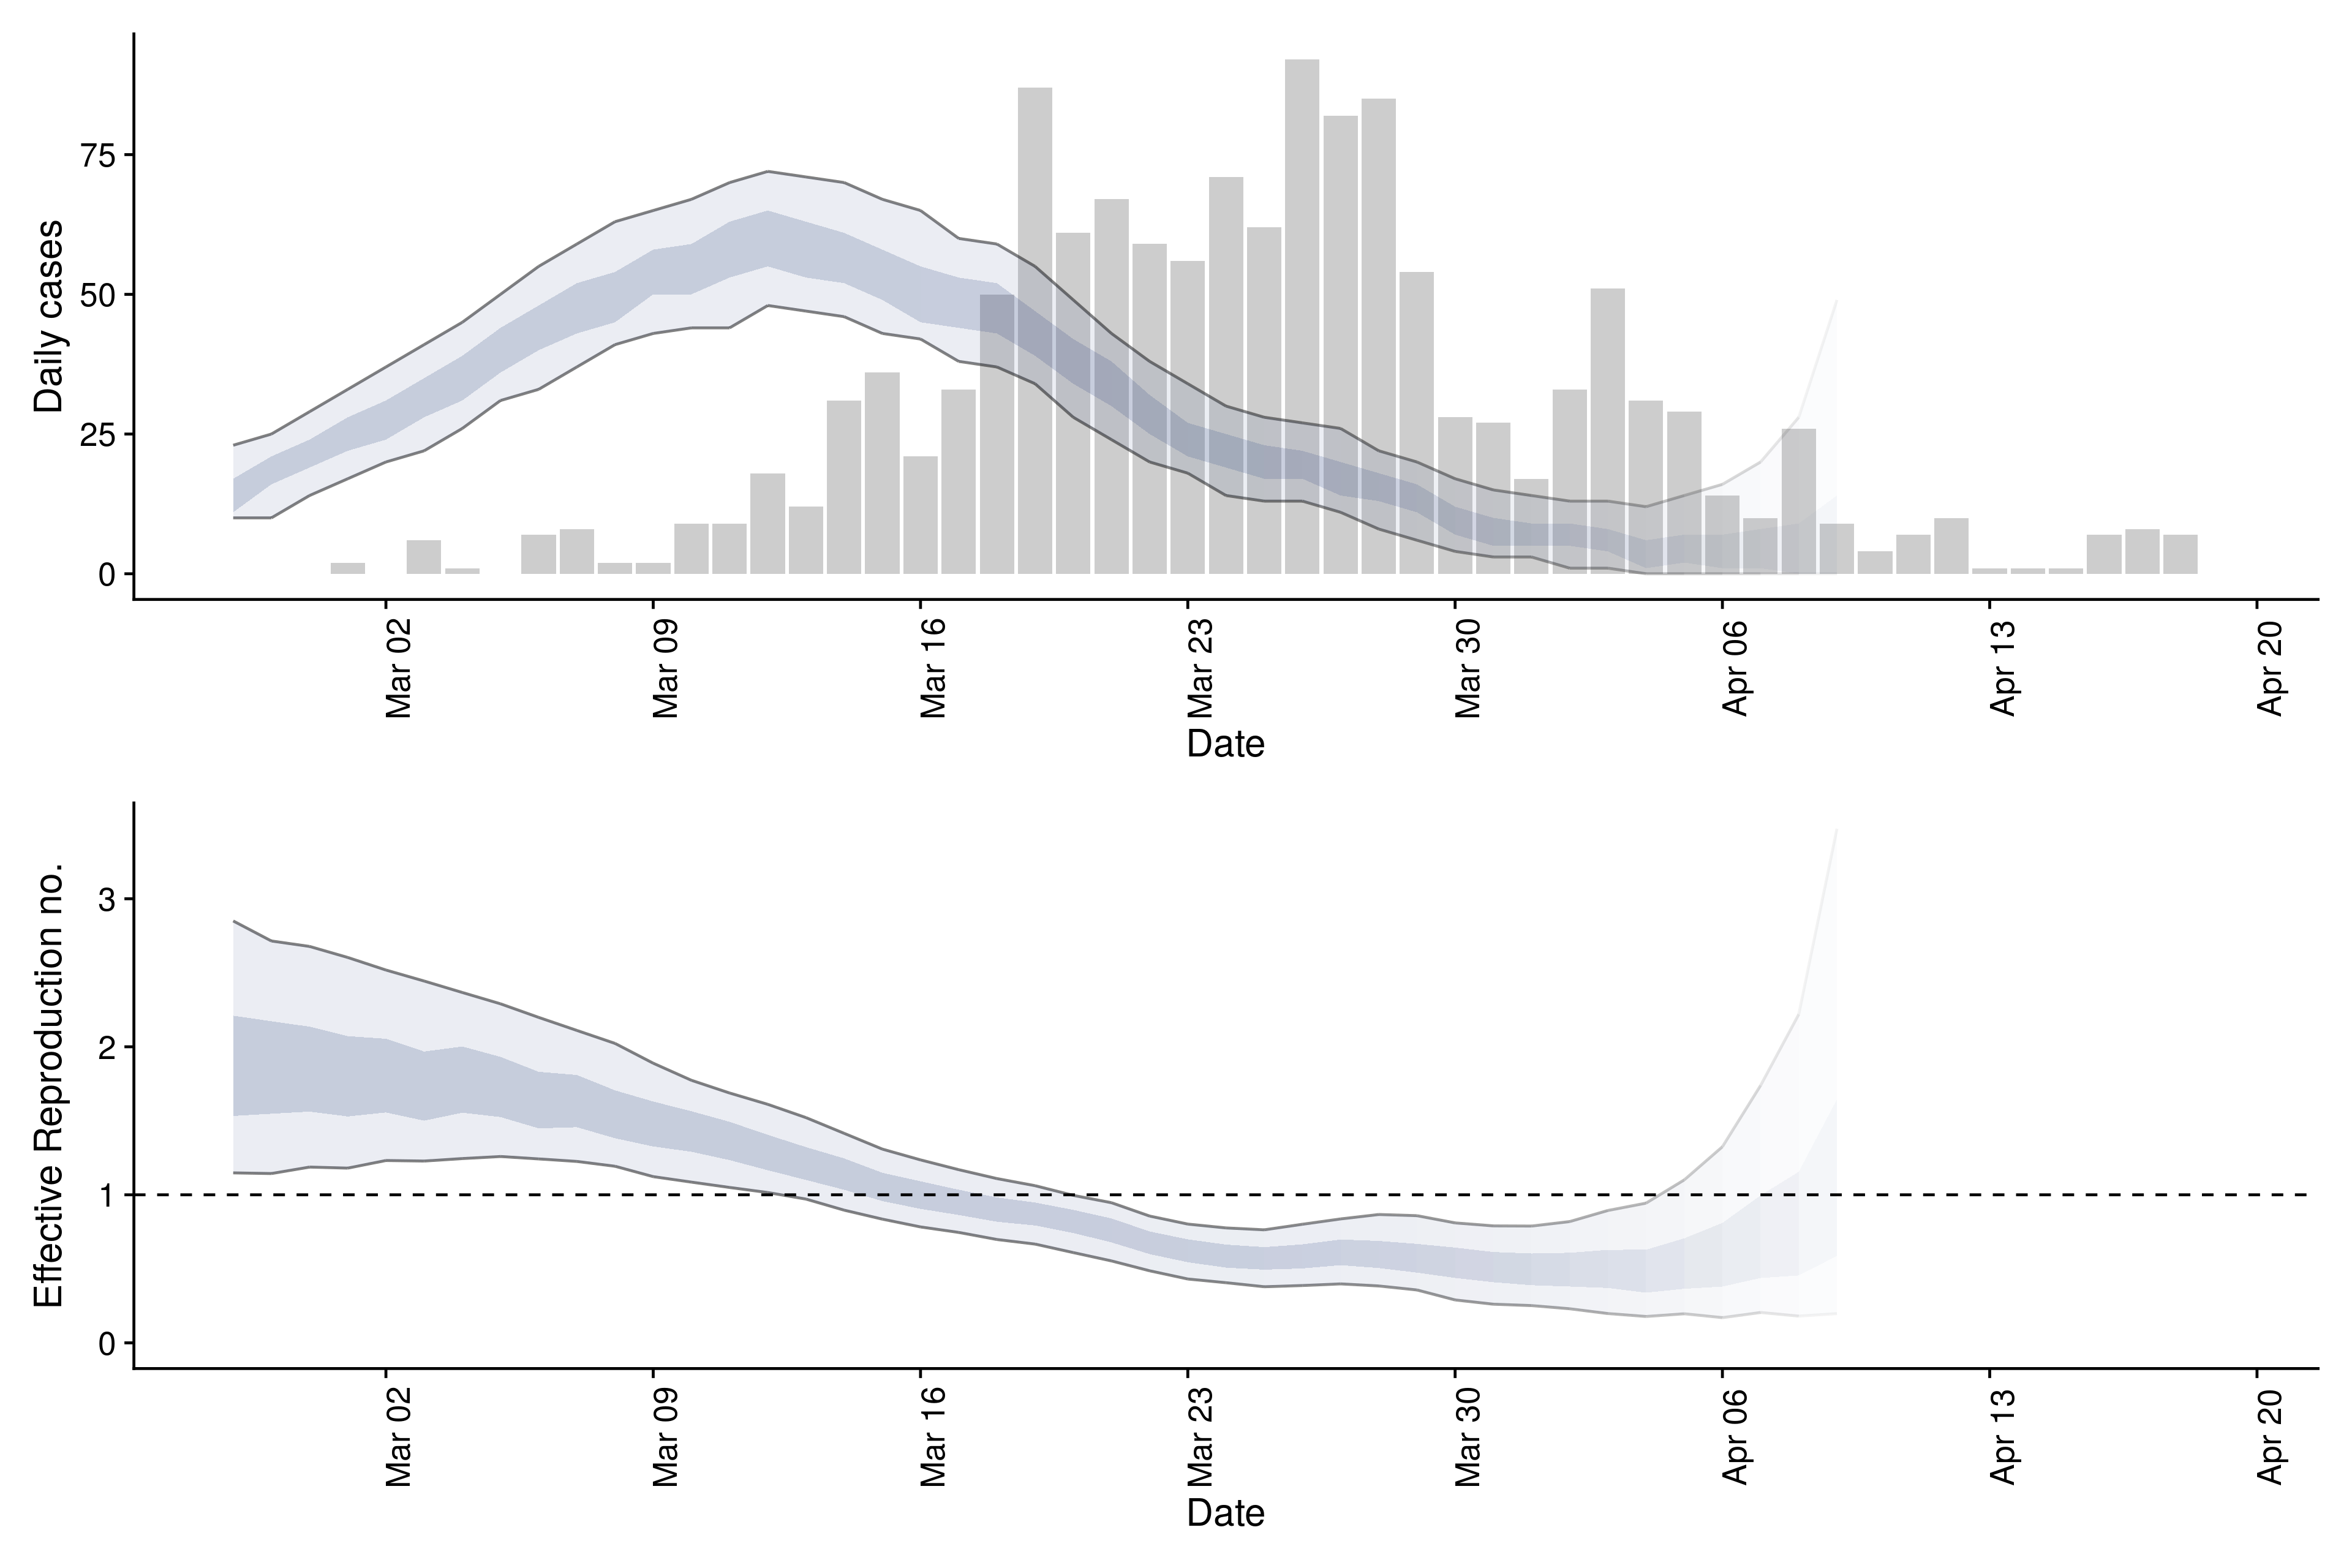 Daily cases
75
50
25
0
Mar 02
Mar 09
Mar 16
Mar 23
Mar 30
Apr 06
Apr 13
Apr 20
Date
Effective Reproduction no.
3
2
1
0
Mar 02
Mar 09
Mar 16
Mar 23
Mar 30
Apr 06
Apr 13
Apr 20
Date